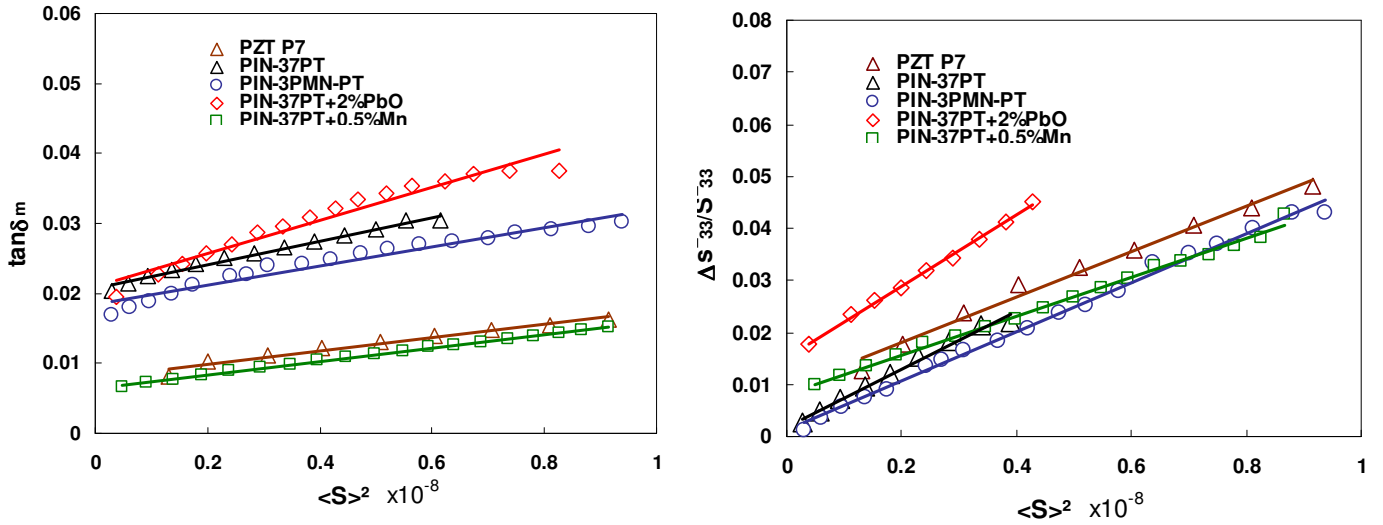 0.06
0.05
0.04
0.03
0.02
0.01
0
tanδ m
PZT P7
PIN-37PT
PIN-3PMN-PT
PIN-37PT+2%PbO
PIN-37PT+0.5%Mn
0 0.2 0.4 0.6 0.8 1
<S>² x10⁻⁸
0.08
0.07
0.06
0.05
0.04
0.03
0.02
0.01
0
Δ s⁻33/S⁻33
PZT P7
PIN-37PT
PIN-3PMN-PT
PIN-37PT+2%PbO
PIN-37PT+0.5%Mn
0 0.2 0.4 0.6 0.8 1
<S>² x10⁻⁸